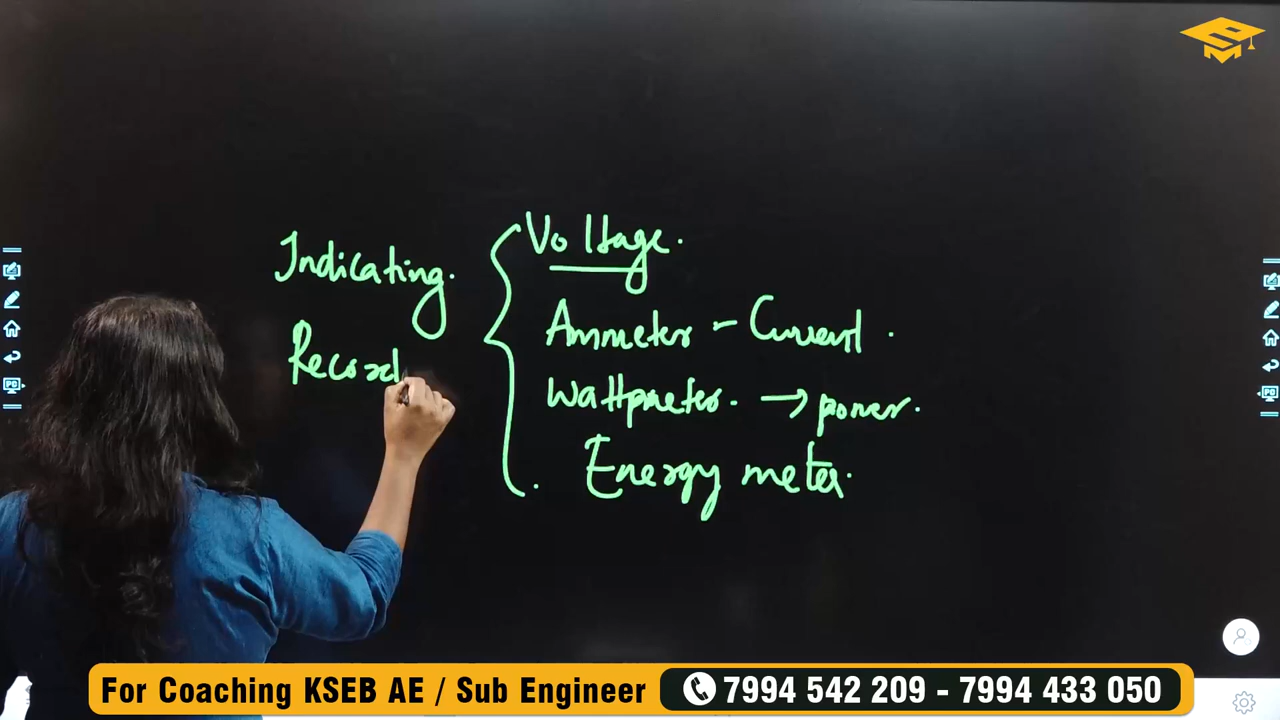 Indicating.
Record
Voltage.
Ammeter - Current.
Wattmeter. → power.
Energy meter.
For Coaching KSEB AE / Sub Engineer 7994 542 209 - 7994 433 050